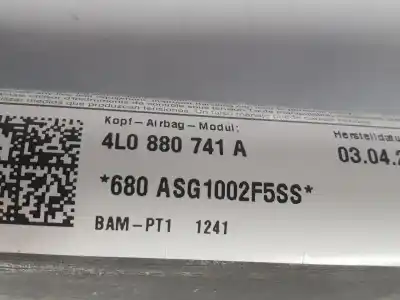 Kopf-Airbag-Modul:
4L0 880 741 A
*680 ASG1002F5SS*
BAM-PT1 1241
Herstelldatu
03.04.2